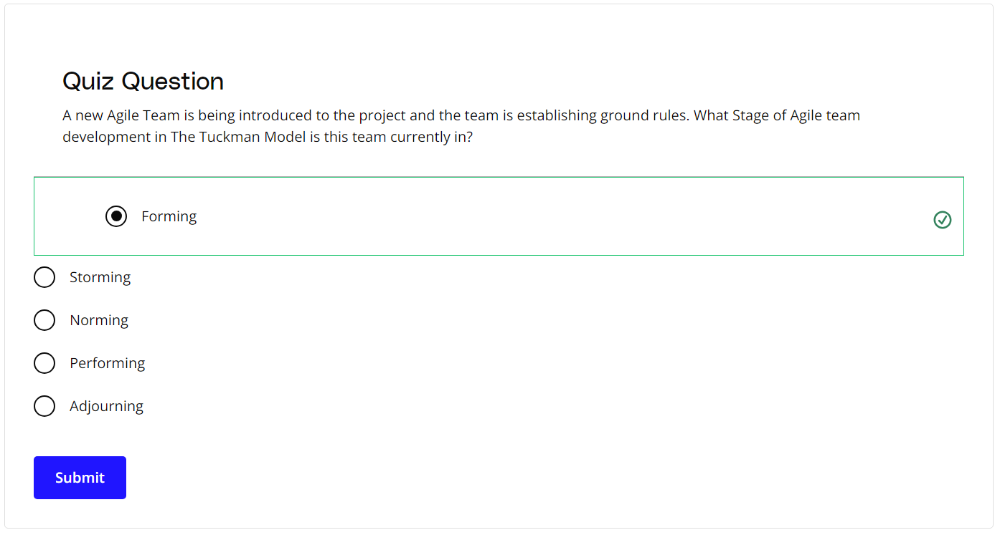 Quiz Question
A new Agile Team is being introduced to the project and the team is establishing ground rules. What Stage of Agile team
development in The Tuckman Model is this team currently in?
Forming
Storming
Norming
Performing
Adjourning
Submit